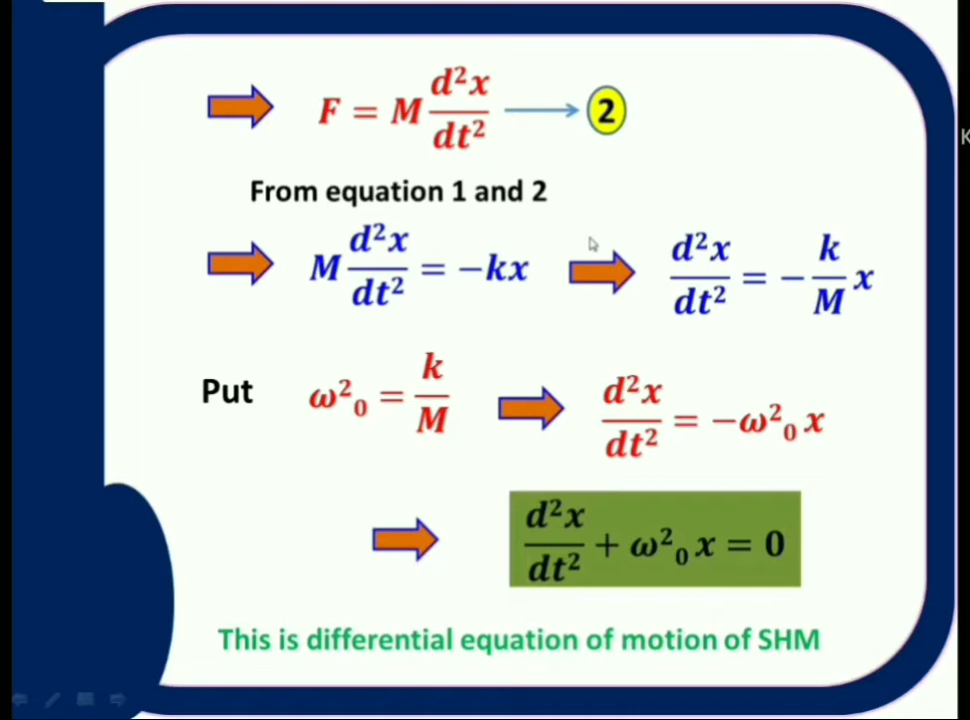 F = M d²x/dt² ⟶ 2
From equation 1 and 2
M d²x/dt² = −kx d²x/dt² = − k/M x
Put ω²₀ = k/M d²x/dt² = −ω²₀ x
d²x/dt² + ω²₀ x = 0
This is differential equation of motion of SHM
K